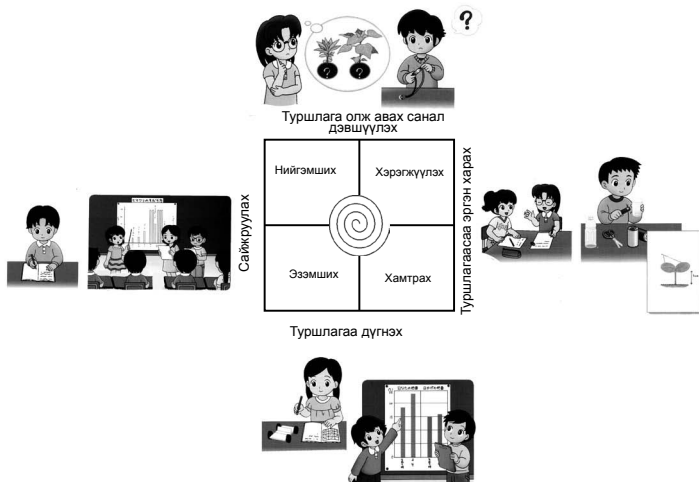 ?
? ?
Туршлага олж авах санал
дэвшүүлэх
Нийгэмших
Хэрэгжүүлэх
Сайжруулах
Туршлагаасаа эргэн харах
Эзэмших
Хамтрах
Туршлагаа дүгнэх